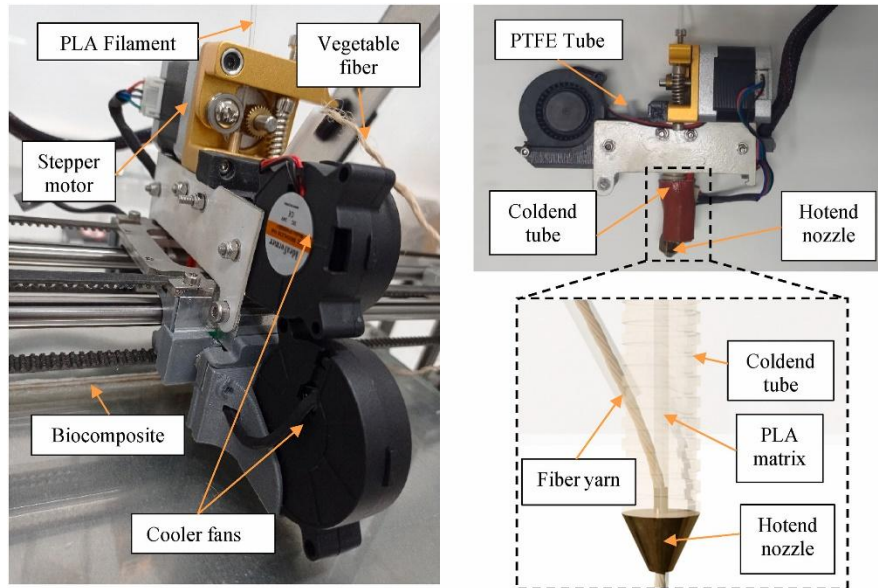 PLA Filament
Vegetable
fiber
Stepper
motor
Biocomposite
Cooler fans
PTFE Tube
Coldend
tube
Hotend
nozzle
Coldend
tube
PLA
matrix
Fiber yarn
Hotend
nozzle